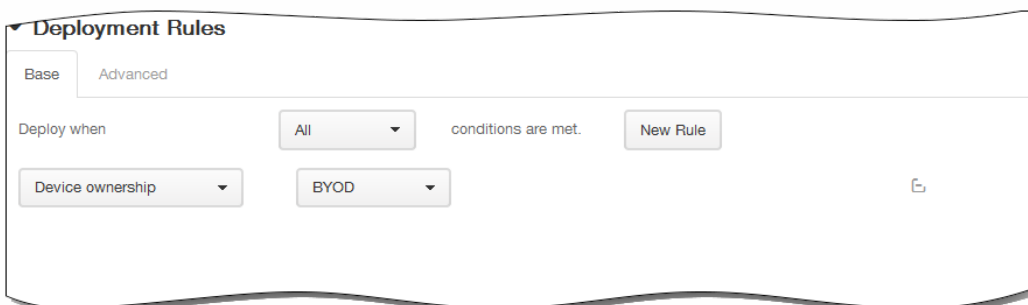 Deployment Rules
Base Advanced
Deploy when All conditions are met. New Rule
Device ownership BYOD